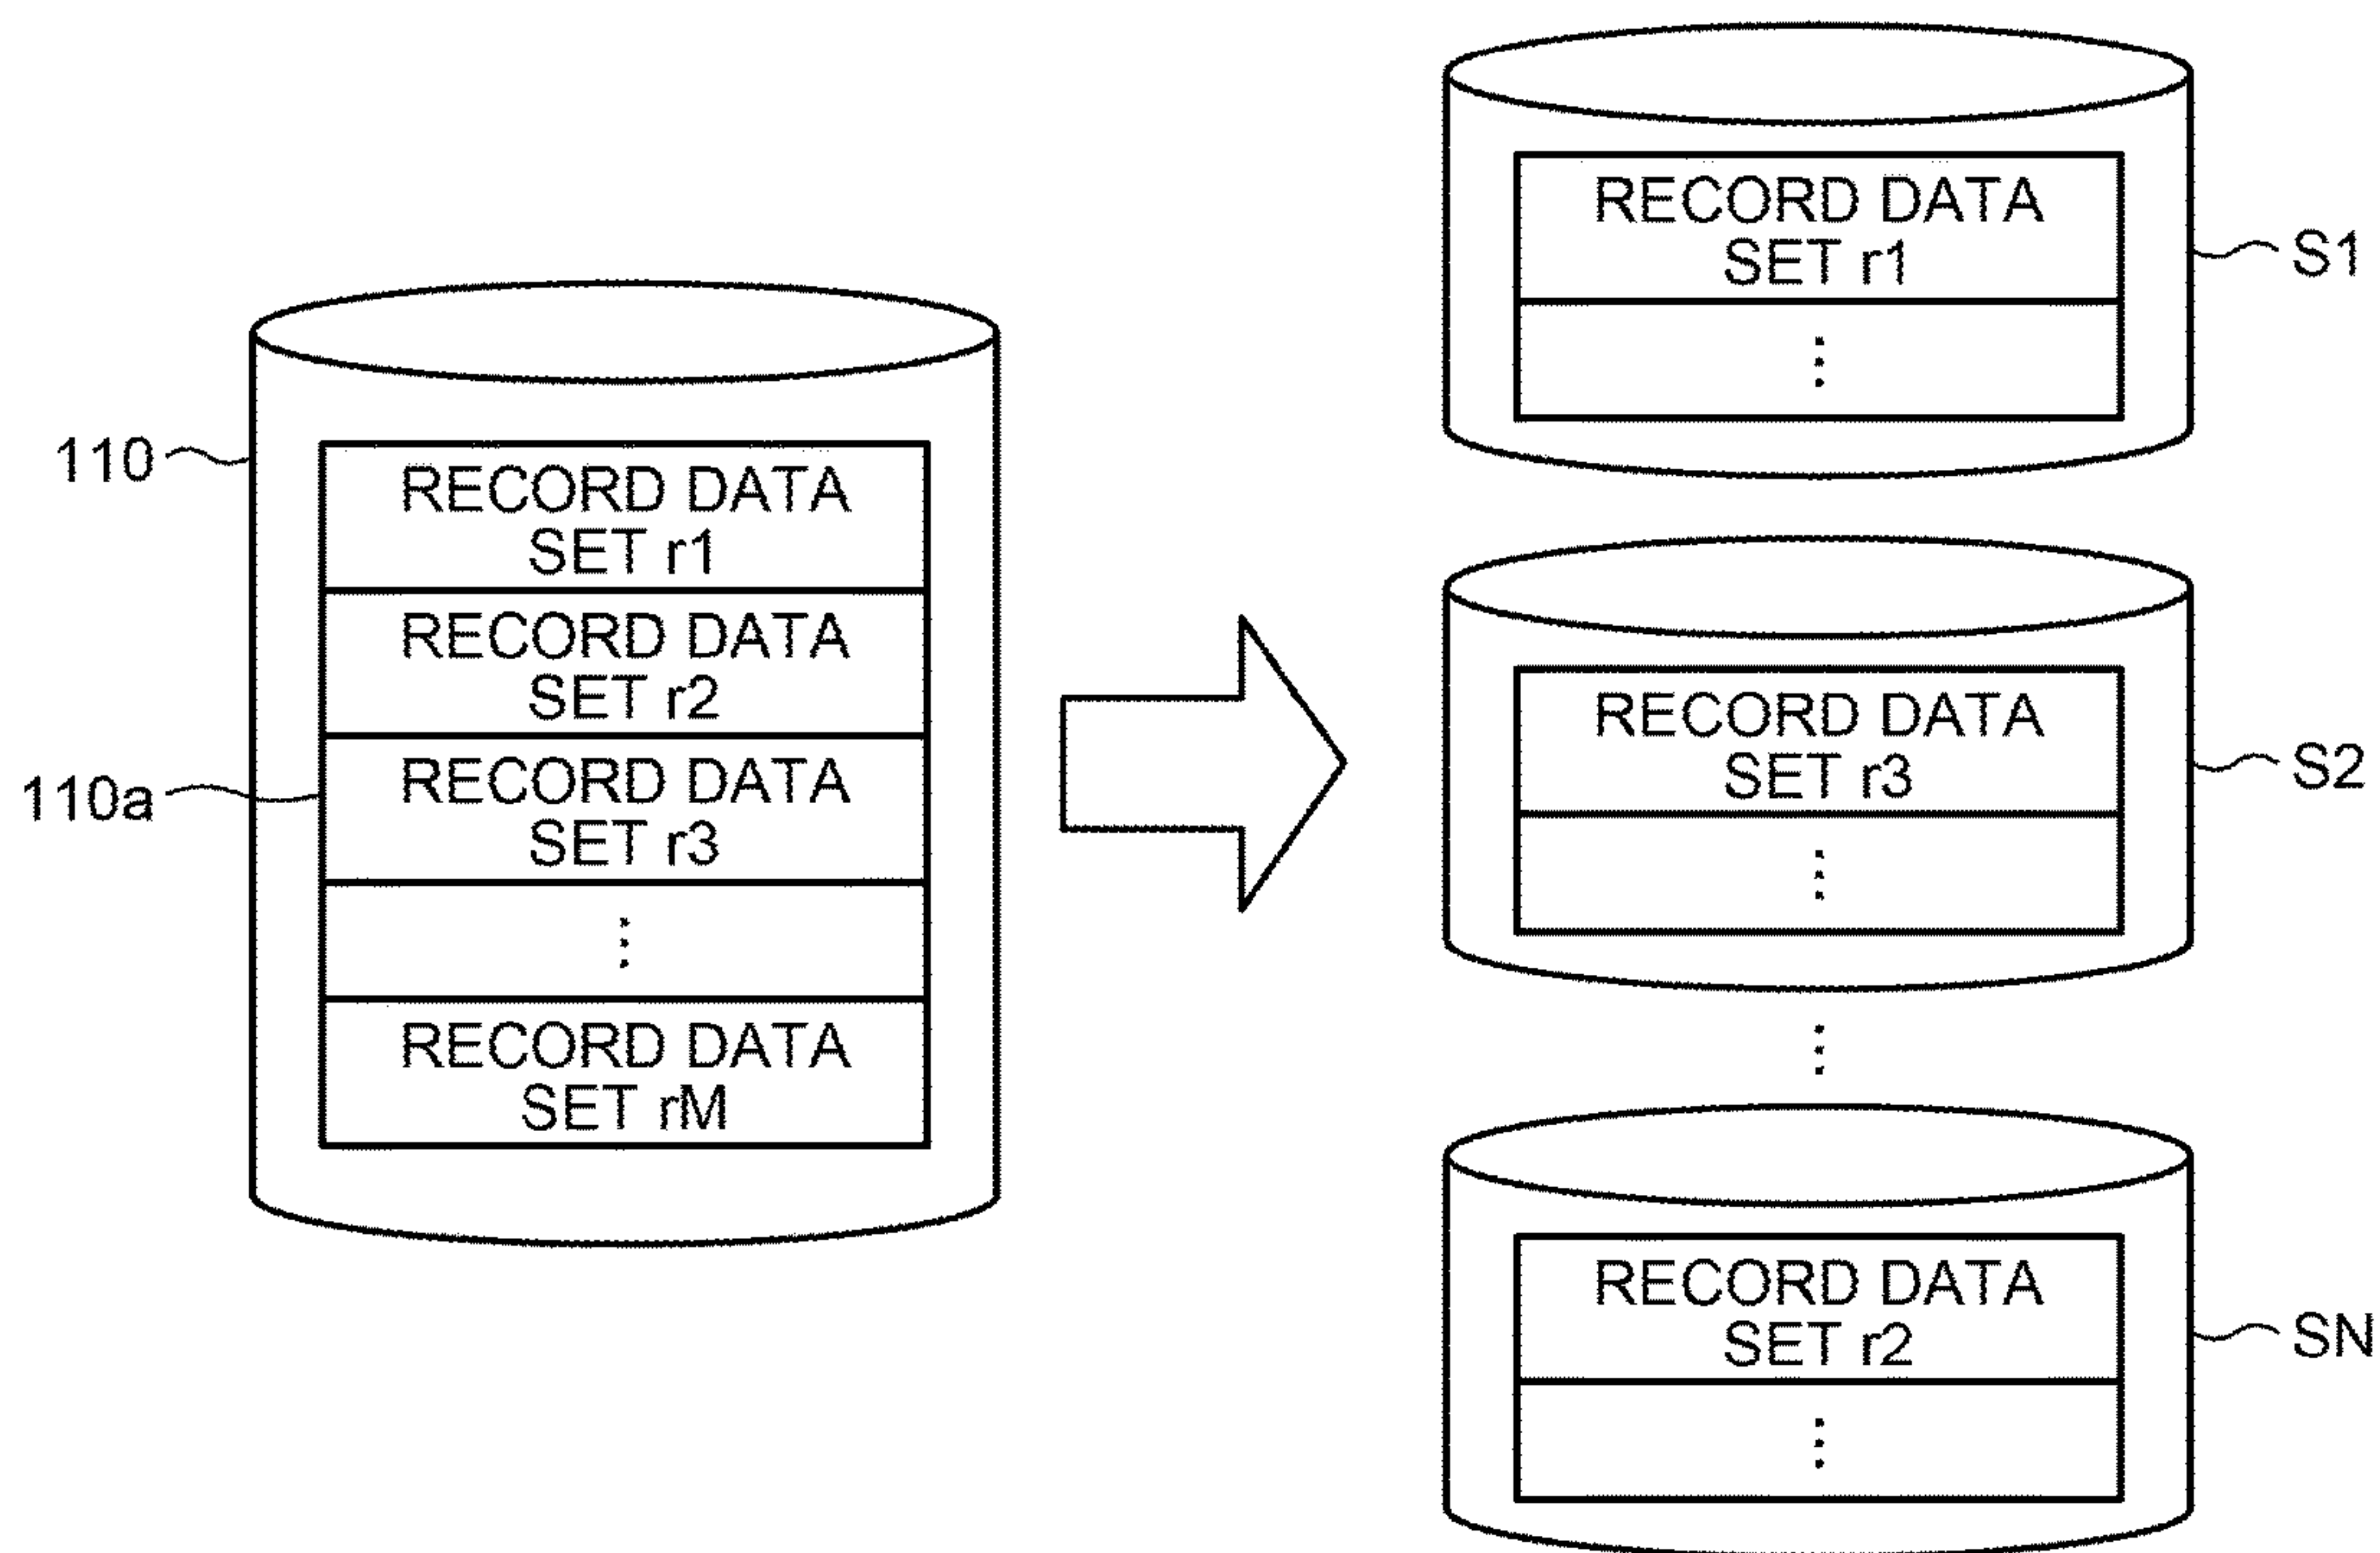 110
RECORD DATA
SET r1
RECORD DATA
SET r2
110a
RECORD DATA
SET r3
⋮
RECORD DATA
SET rM
RECORD DATA
SET r1
⋮
S1
RECORD DATA
SET r3
⋮
S2
⋮
RECORD DATA
SET r2
⋮
SN